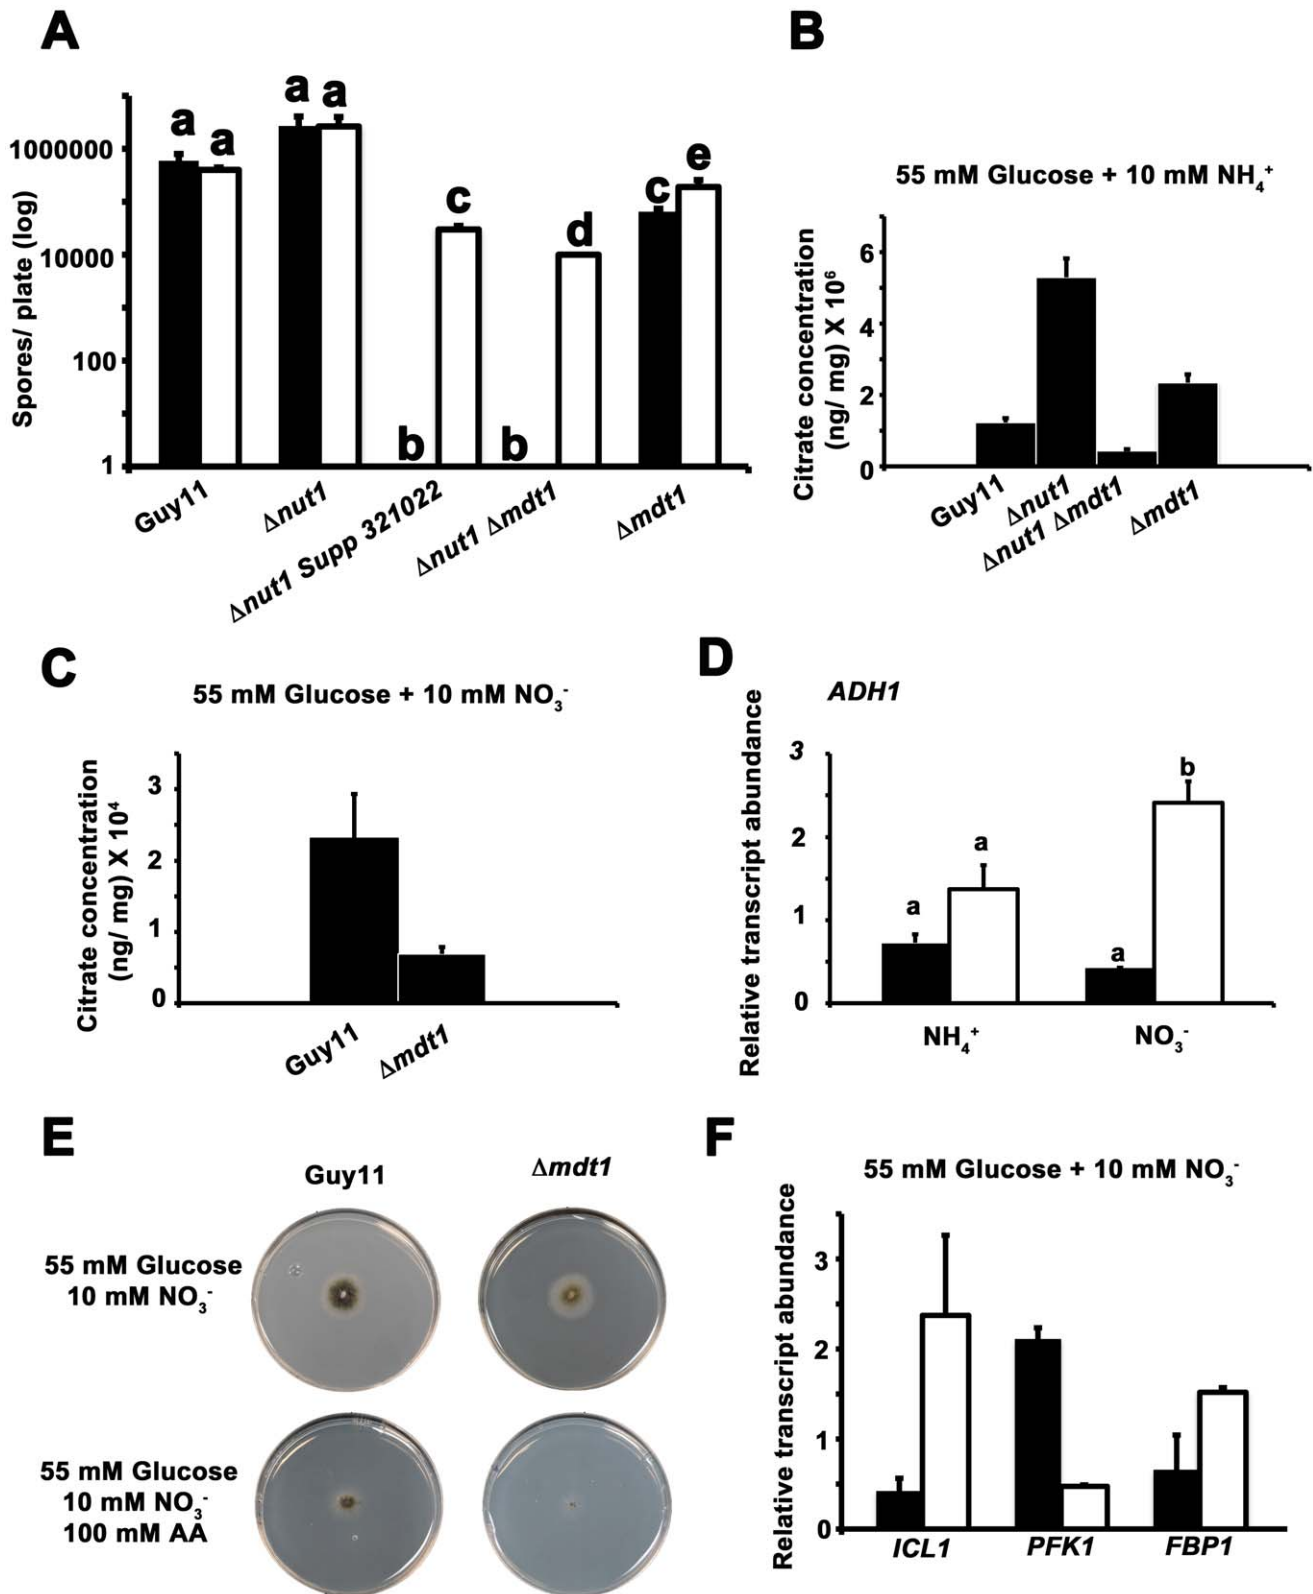 A
Spores/ plate (log)
1000000
10000
100
1
a
a
a
a
b
c
b
d
c
e
Guy11
Δnut1
Δnut1 Supp 321022
Δnut1 Δmdt1
Δmdt1
B
55 mM Glucose + 10 mM NH₄⁺
Citrate concentration
(ng/ mg) X 10⁶
6
4
2
0
Guy11
Δnut1
Δnut1 Δmdt1
Δmdt1
C
55 mM Glucose + 10 mM NO₃⁻
Citrate concentration
(ng/ mg) X 10⁴
3
2
1
0
Guy11
Δmdt1
D
ADH1
Relative transcript abundance
3
2
1
0
a
a
a
b
NH₄⁺
NO₃⁻
E
Guy11
Δmdt1
55 mM Glucose
10 mM NO₃⁻
55 mM Glucose
10 mM NO₃⁻
100 mM AA
F
55 mM Glucose + 10 mM NO₃⁻
Relative transcript abundance
3
2
1
0
ICL1
PFK1
FBP1